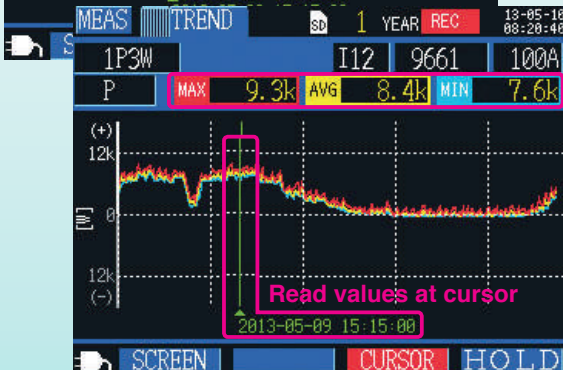 MEAS TREND SD 1 YEAR REC 13-05-10
08:20:40
1P3W I12 9661 100A
P MAX 9.3k AVG 8.4k MIN 7.6k
(+)
12k
0
12k
(-)
Read values at cursor
2013-05-09 15:15:00
SCREEN CURSOR HOLD